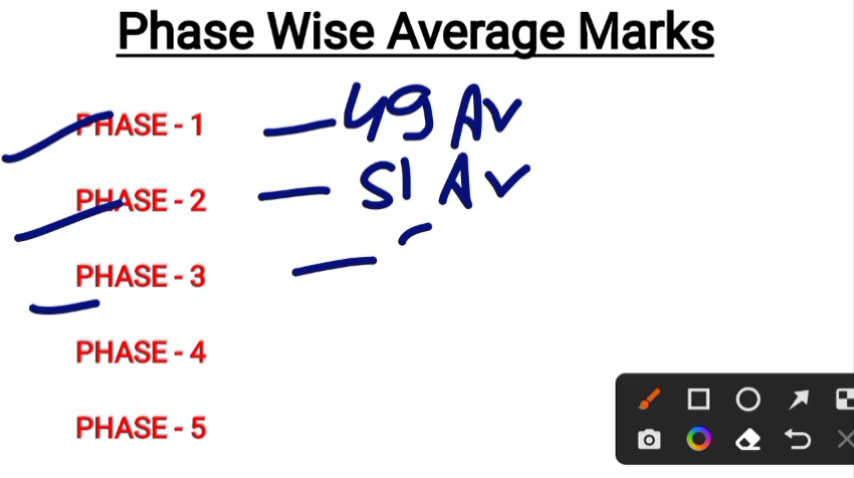 Phase Wise Average Marks
PHASE - 1 — 49 Av
PHASE - 2 — 51 Av
PHASE - 3 —
PHASE - 4
PHASE - 5